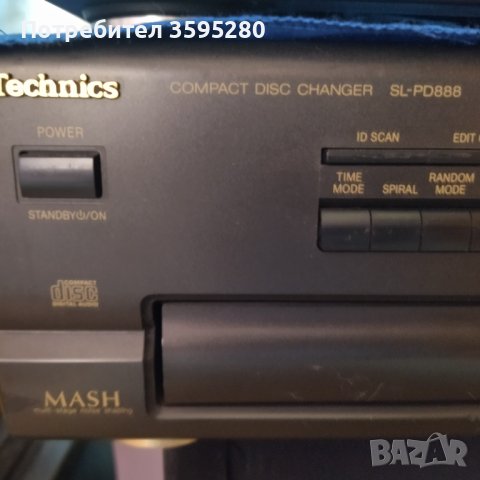 Потребител 3595280
Technics
COMPACT DISC CHANGER SL-PD888
POWER
STANDBY⏻/ON
ID SCAN EDIT
TIME MODE
SPIRAL
RANDOM MODE
COMPACT
disc
DIGITAL AUDIO
MASH
multi-stage noise shaping
BAZAR